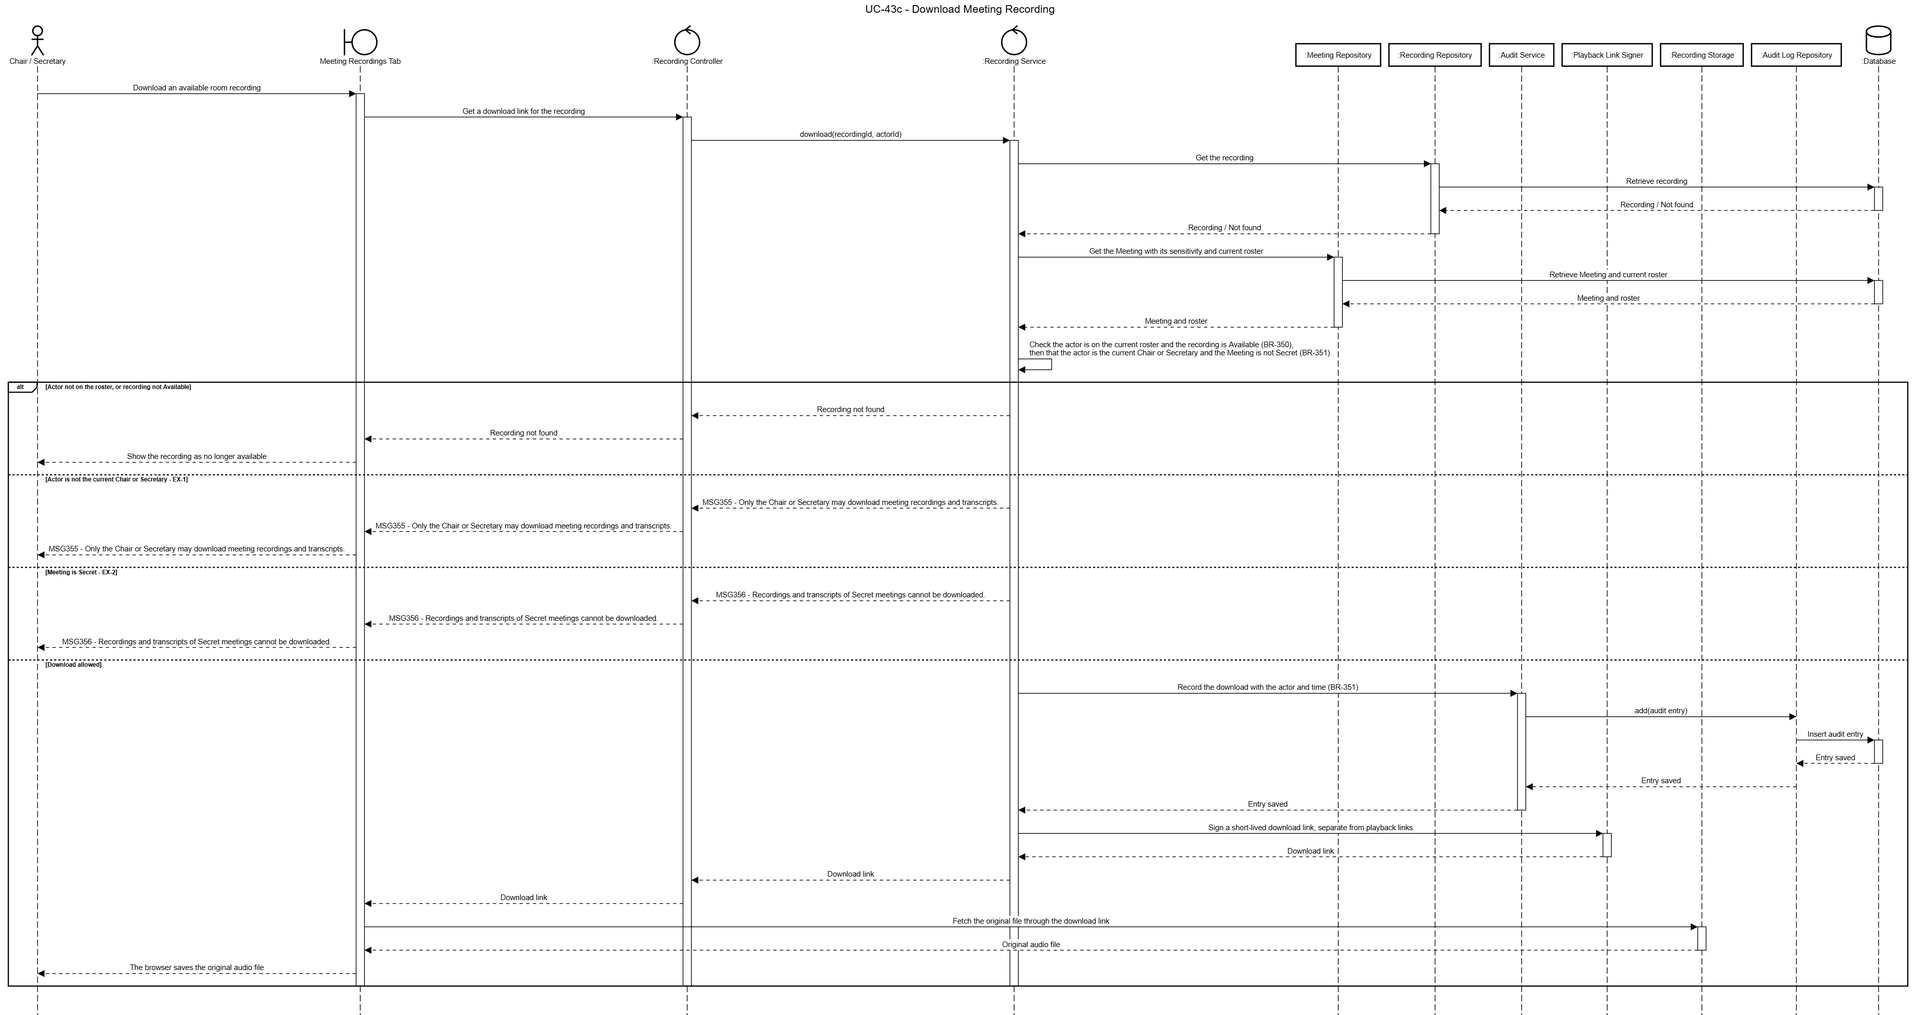 UC-43c - Download Meeting Recording
Chair / Secretary
Meeting Recordings Tab
:Recording Controller
:Recording Service
:Meeting Repository
:Recording Repository
:Audit Service
:Playback Link Signer
:Recording Storage
:Audit Log Repository
:Database
Download an available room recording
Get a download link for the recording
download(recordingId, actorId)
Get the recording
Retrieve recording
Recording / Not found
Recording / Not found
Get the Meeting with its sensitivity and current roster
Retrieve Meeting and current roster
Meeting and roster
Meeting and roster
Check the actor is on the current roster and the recording is Available (BR-350),
then that the actor is the current Chair or Secretary and the Meeting is not Secret (BR-351)
alt
[Actor not on the roster, or recording not Available]
Recording not found
Recording not found
Show the recording as no longer available
[Actor is not the current Chair or Secretary - EX-1]
MSG355 - Only the Chair or Secretary may download meeting recordings and transcripts.
MSG355 - Only the Chair or Secretary may download meeting recordings and transcripts.
MSG355 - Only the Chair or Secretary may download meeting recordings and transcripts.
[Meeting is Secret - EX-2]
MSG356 - Recordings and transcripts of Secret meetings cannot be downloaded.
MSG356 - Recordings and transcripts of Secret meetings cannot be downloaded.
MSG356 - Recordings and transcripts of Secret meetings cannot be downloaded.
[Download allowed]
Record the download with the actor and time (BR-351)
add(audit entry)
Insert audit entry
Entry saved
Entry saved
Entry saved
Sign a short-lived download link, separate from playback links
Download link
Download link
Download link
Fetch the original file through the download link
Original audio file
The browser saves the original audio file